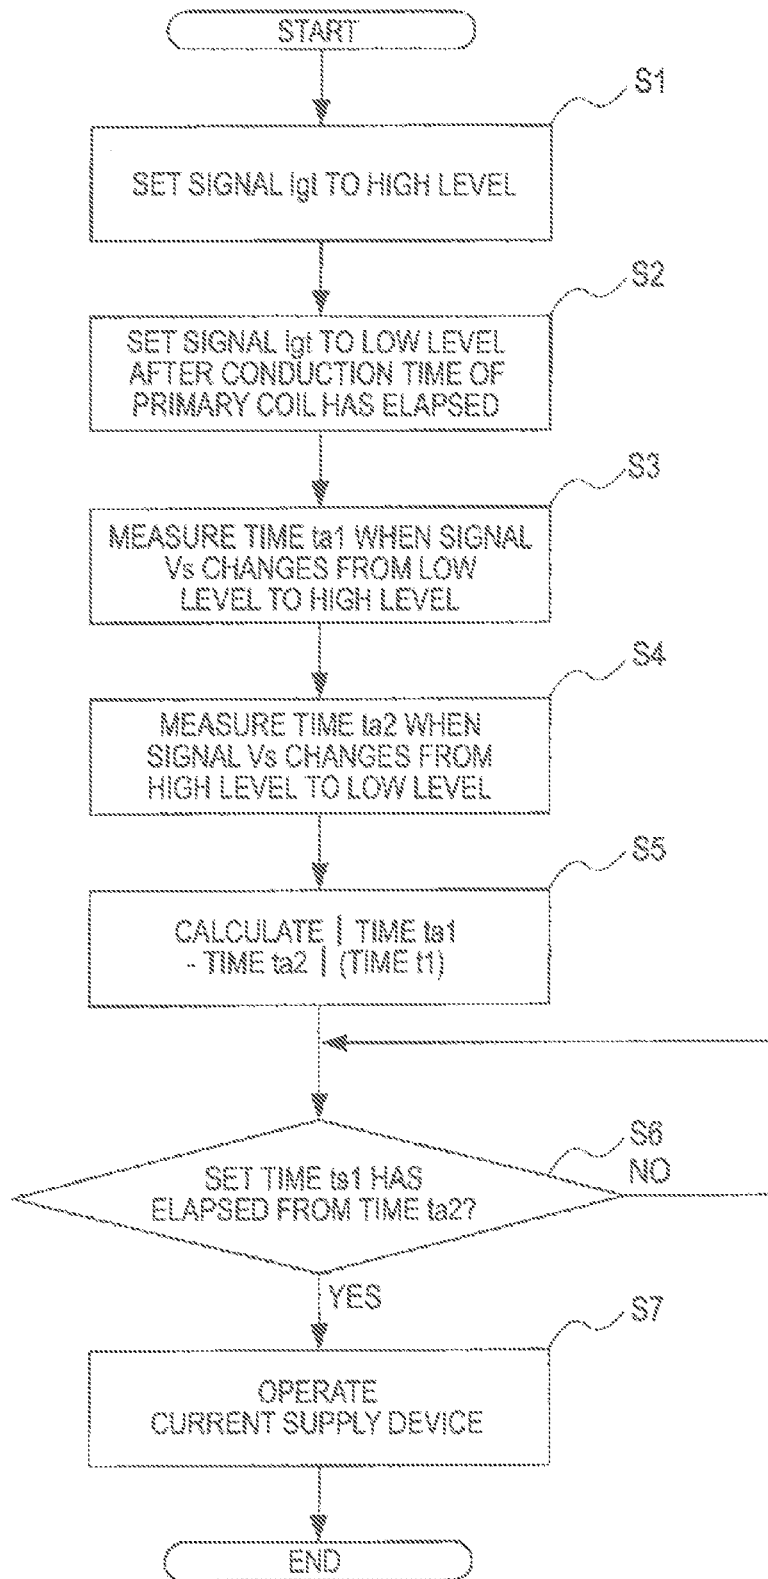 START
S1
SET SIGNAL Igt TO HIGH LEVEL
S2
SET SIGNAL Igt TO LOW LEVEL
AFTER CONDUCTION TIME OF
PRIMARY COIL HAS ELAPSED
S3
MEASURE TIME ta1 WHEN SIGNAL
Vs CHANGES FROM LOW
LEVEL TO HIGH LEVEL
S4
MEASURE TIME ta2 WHEN
SIGNAL Vs CHANGES FROM
HIGH LEVEL TO LOW LEVEL
S5
CALCULATE | TIME ta1
- TIME ta2 | (TIME t1)
S6
SET TIME ts1 HAS
ELAPSED FROM TIME ta2?
NO
YES
S7
OPERATE
CURRENT SUPPLY DEVICE
END